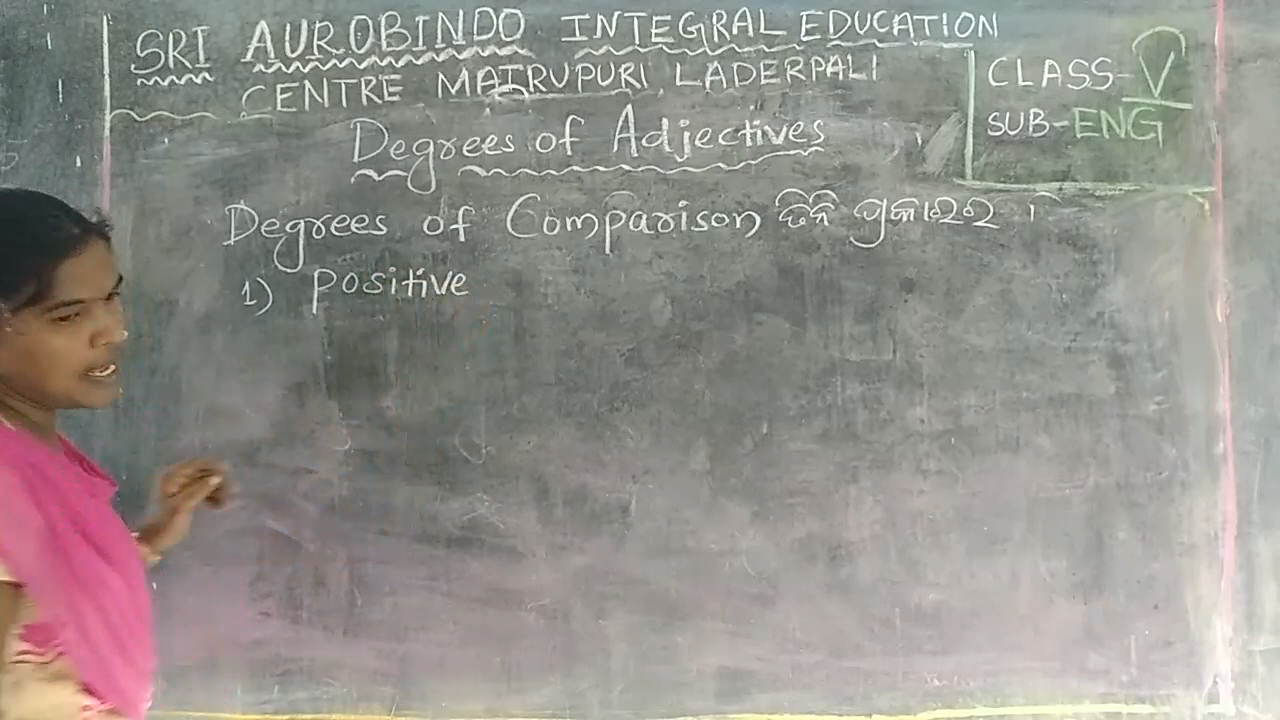 SRI AUROBINDO INTEGRAL EDUCATION
CENTRE MATRUPURI, LADERPALI
CLASS-V
SUB-ENG
Degrees of Adjectives
Degrees of Comparison ତିନି ପ୍ରକାରର ।
1) Positive